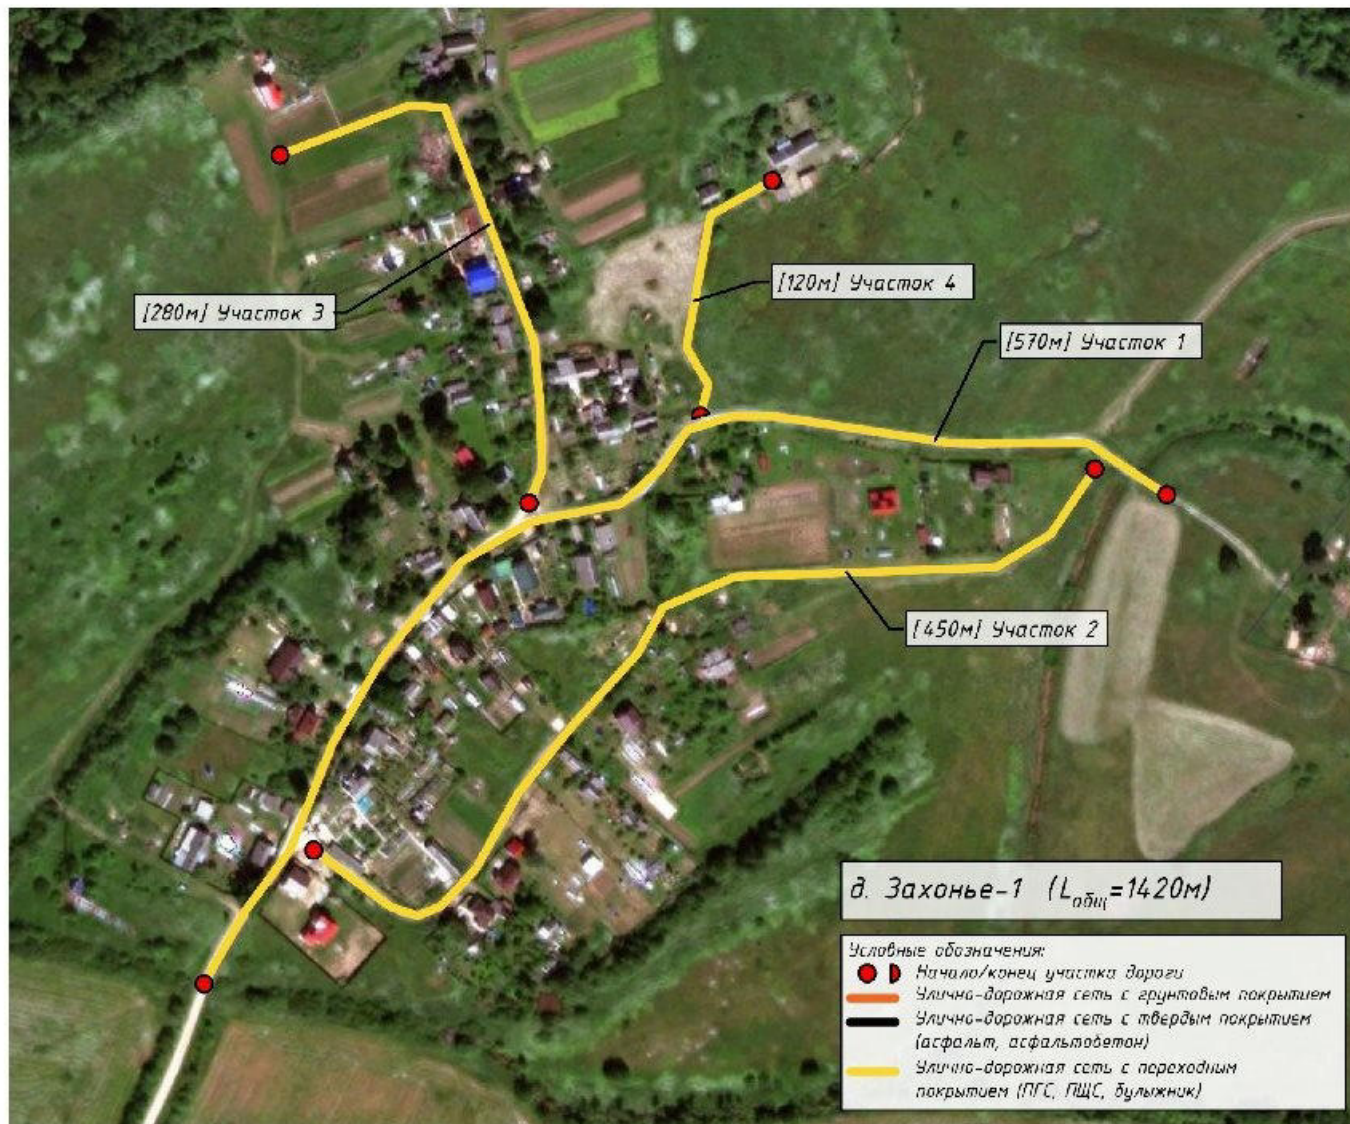 [280м] Участок 3
[120м] Участок 4
[570м] Участок 1
[450м] Участок 2
д. Захонье-1 (Lобщ=1420м)
Условные обозначения:
Начало/конец участка дороги
Улично-дорожная сеть с грунтовым покрытием
Улично-дорожная сеть с твердым покрытием
(асфальт, асфальтобетон)
Улично-дорожная сеть с переходным
покрытием (ПГС, ПЩС, булыжник)